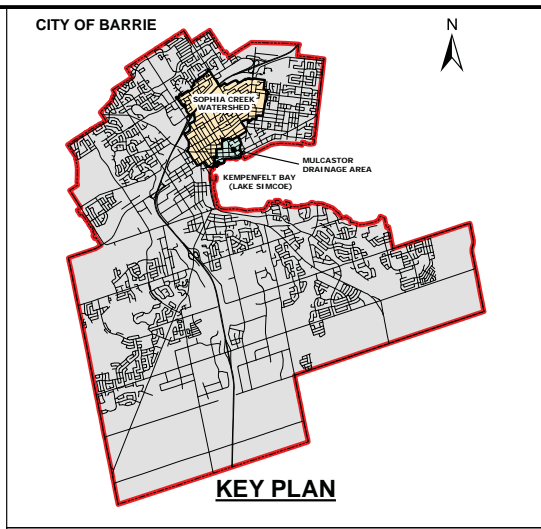 CITY OF BARRIE
N
SOPHIA CREEK
WATERSHED
MULCASTOR
DRAINAGE AREA
KEMPENFELT BAY
(LAKE SIMCOE)
KEY PLAN